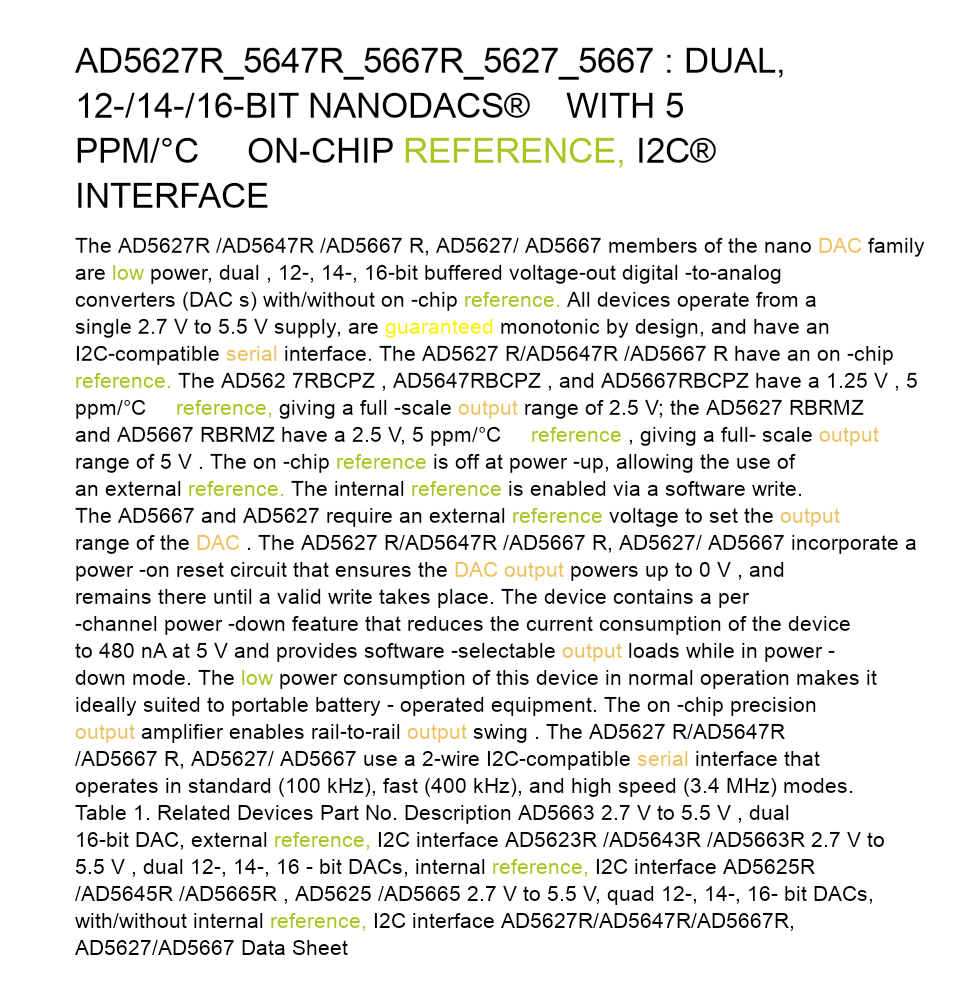 AD5627R_5647R_5667R_5627_5667 : DUAL,
12-/14-/16-BIT NANODACS® WITH 5
PPM/°C ON-CHIP REFERENCE, I2C®
INTERFACE
The AD5627R /AD5647R /AD5667 R, AD5627/ AD5667 members of the nano DAC family
are low power, dual , 12-, 14-, 16-bit buffered voltage-out digital -to-analog
converters (DAC s) with/without on -chip reference. All devices operate from a
single 2.7 V to 5.5 V supply, are guaranteed monotonic by design, and have an
I2C-compatible serial interface. The AD5627 R/AD5647R /AD5667 R have an on -chip
reference. The AD562 7RBCPZ , AD5647RBCPZ , and AD5667RBCPZ have a 1.25 V , 5
ppm/°C reference, giving a full -scale output range of 2.5 V; the AD5627 RBRMZ
and AD5667 RBRMZ have a 2.5 V, 5 ppm/°C reference , giving a full- scale output
range of 5 V . The on -chip reference is off at power -up, allowing the use of
an external reference. The internal reference is enabled via a software write.
The AD5667 and AD5627 require an external reference voltage to set the output
range of the DAC . The AD5627 R/AD5647R /AD5667 R, AD5627/ AD5667 incorporate a
power -on reset circuit that ensures the DAC output powers up to 0 V , and
remains there until a valid write takes place. The device contains a per
-channel power -down feature that reduces the current consumption of the device
to 480 nA at 5 V and provides software -selectable output loads while in power -
down mode. The low power consumption of this device in normal operation makes it
ideally suited to portable battery - operated equipment. The on -chip precision
output amplifier enables rail-to-rail output swing . The AD5627 R/AD5647R
/AD5667 R, AD5627/ AD5667 use a 2-wire I2C-compatible serial interface that
operates in standard (100 kHz), fast (400 kHz), and high speed (3.4 MHz) modes.
Table 1. Related Devices Part No. Description AD5663 2.7 V to 5.5 V , dual
16-bit DAC, external reference, I2C interface AD5623R /AD5643R /AD5663R 2.7 V to
5.5 V , dual 12-, 14-, 16 - bit DACs, internal reference, I2C interface AD5625R
/AD5645R /AD5665R , AD5625 /AD5665 2.7 V to 5.5 V, quad 12-, 14-, 16- bit DACs,
with/without internal reference, I2C interface AD5627R/AD5647R/AD5667R,
AD5627/AD5667 Data Sheet